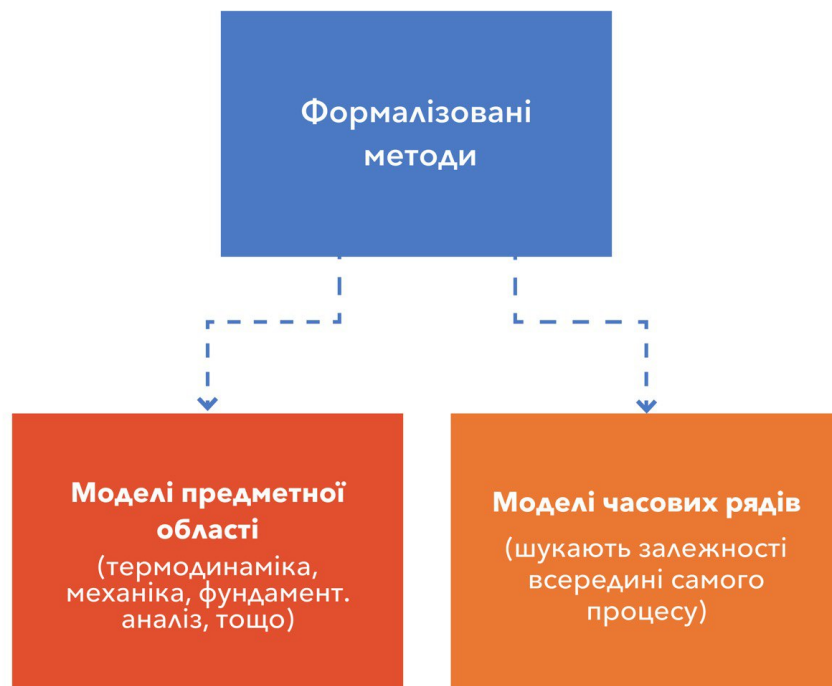 Формалізовані
методи
Моделі предметної
області
(термодинаміка,
механіка, фундамент.
аналіз, тощо)
Моделі часових рядів
(шукають залежності
всередині самого
процесу)